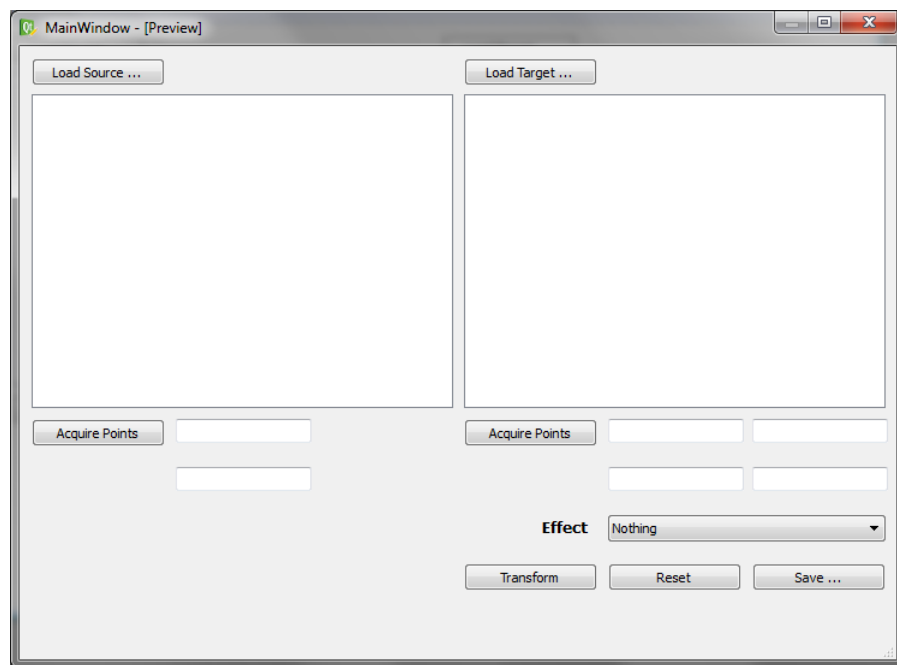 MainWindow - [Preview]
Load Source ...
Load Target ...
Acquire Points
Acquire Points
Effect
Nothing
Transform
Reset
Save ...